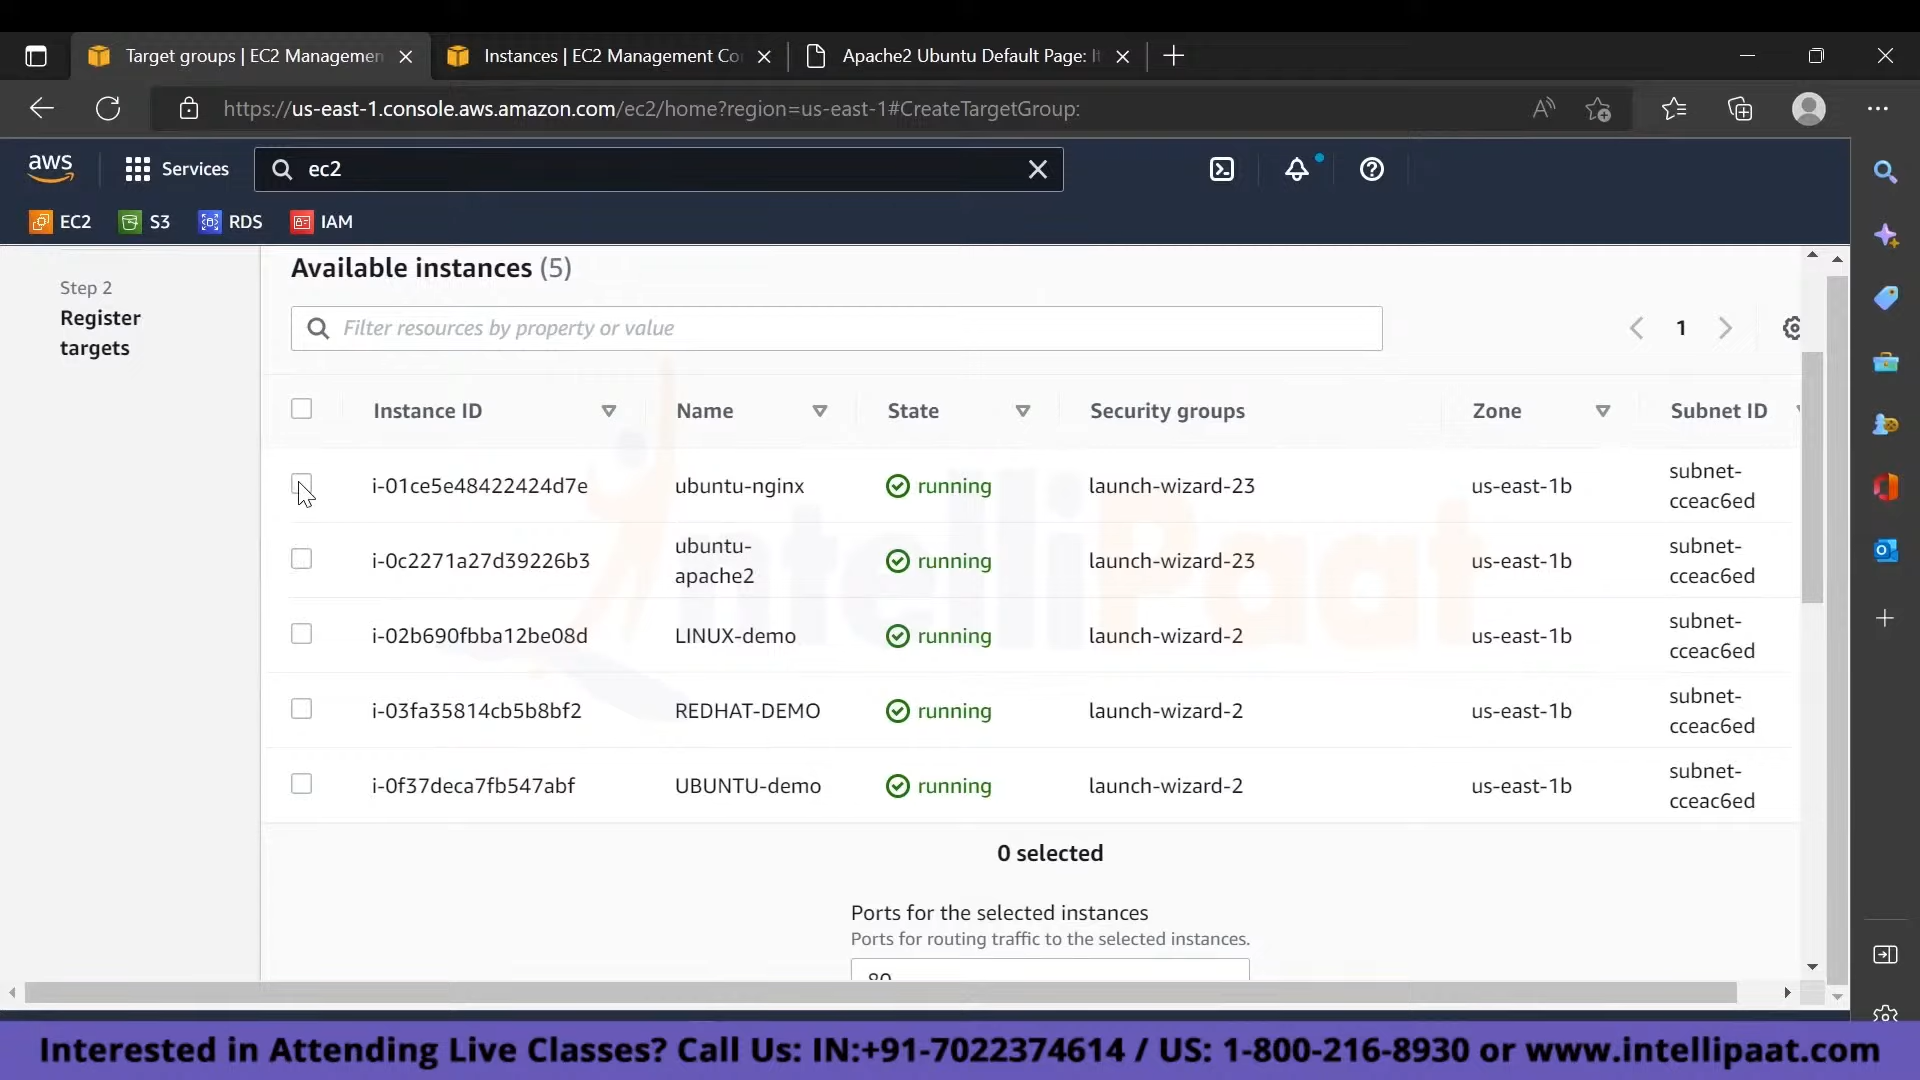 Target groups | EC2 Managemen
Instances | EC2 Management Co
Apache2 Ubuntu Default Page: It
https://us-east-1.console.aws.amazon.com/ec2/home?region=us-east-1#CreateTargetGroup:
aws
Services
ec2
EC2
S3
RDS
IAM
Step 2
Register
targets
Available instances (5)
Filter resources by property or value
1
Instance ID
Name
State
Security groups
Zone
Subnet ID
i-01ce5e48422424d7e ubuntu-nginx running launch-wizard-23 us-east-1b subnet-
cceac6ed
i-0c2271a27d39226b3 ubuntu-
apache2 running launch-wizard-23 us-east-1b subnet-
cceac6ed
i-02b690fbba12be08d LINUX-demo running launch-wizard-2 us-east-1b subnet-
cceac6ed
i-03fa35814cb5b8bf2 REDHAT-DEMO running launch-wizard-2 us-east-1b subnet-
cceac6ed
i-0f37deca7fb547abf UBUNTU-demo running launch-wizard-2 us-east-1b subnet-
cceac6ed
IntelliPaat
0 selected
Ports for the selected instances
Ports for routing traffic to the selected instances.
80
Interested in Attending Live Classes? Call Us: IN:+91-7022374614 / US: 1-800-216-8930 or www.intellipaat.com